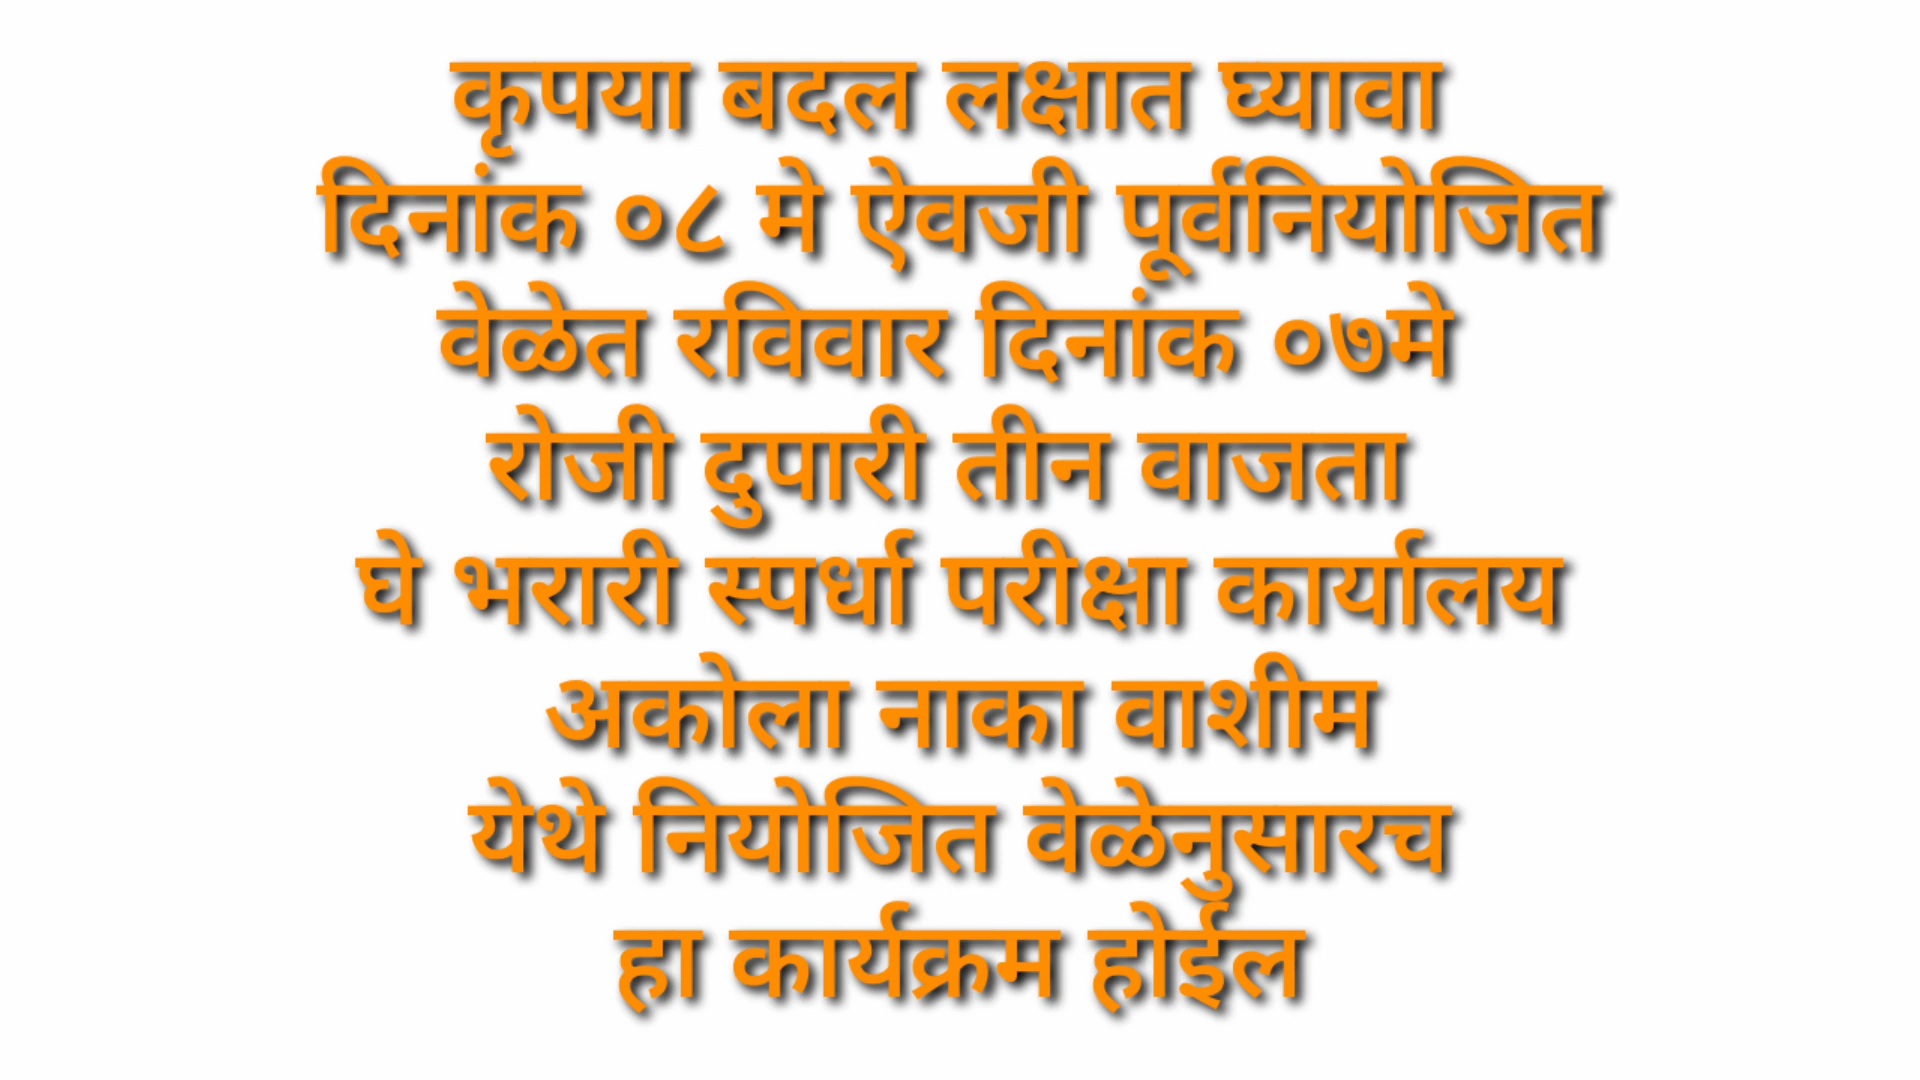 कृपया बदल लक्षात घ्यावा
दिनांक ०८ मे ऐवजी पूर्वनियोजित
वेळेत रविवार दिनांक ०७मे
रोजी दुपारी तीन वाजता
घे भरारी स्पर्धा परीक्षा कार्यालय
अकोला नाका वाशीम
येथे नियोजित वेळेनुसारच
हा कार्यक्रम होईल